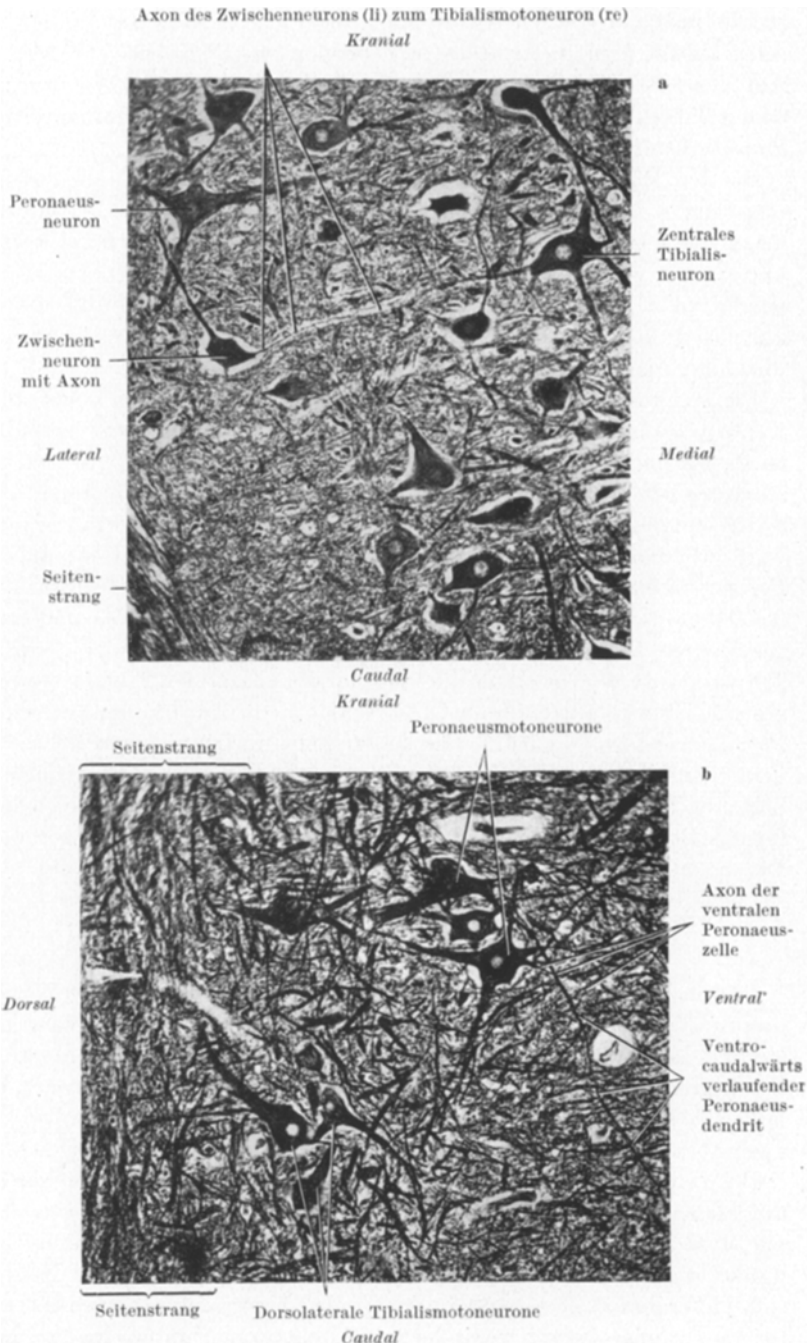 Axon des Zwischenneurons (li) zum Tibialismotoneuron (re)
Kranial
a
Peronaeus-
neuron
Zentrales
Tibialis-
neuron
Zwischen-
neuron
mit Axon
Lateral
Medial
Seiten-
strang
Caudal
Kranial
Peronaeusmotoneurone
Seitenstrang
b
Axon der
ventralen
Peronaeus-
zelle
Dorsal
Ventral
Ventro-
caudalwärts
verlaufender
Peronaeus-
dendrit
Seitenstrang
Dorsolaterale Tibialismotoneurone
Caudal